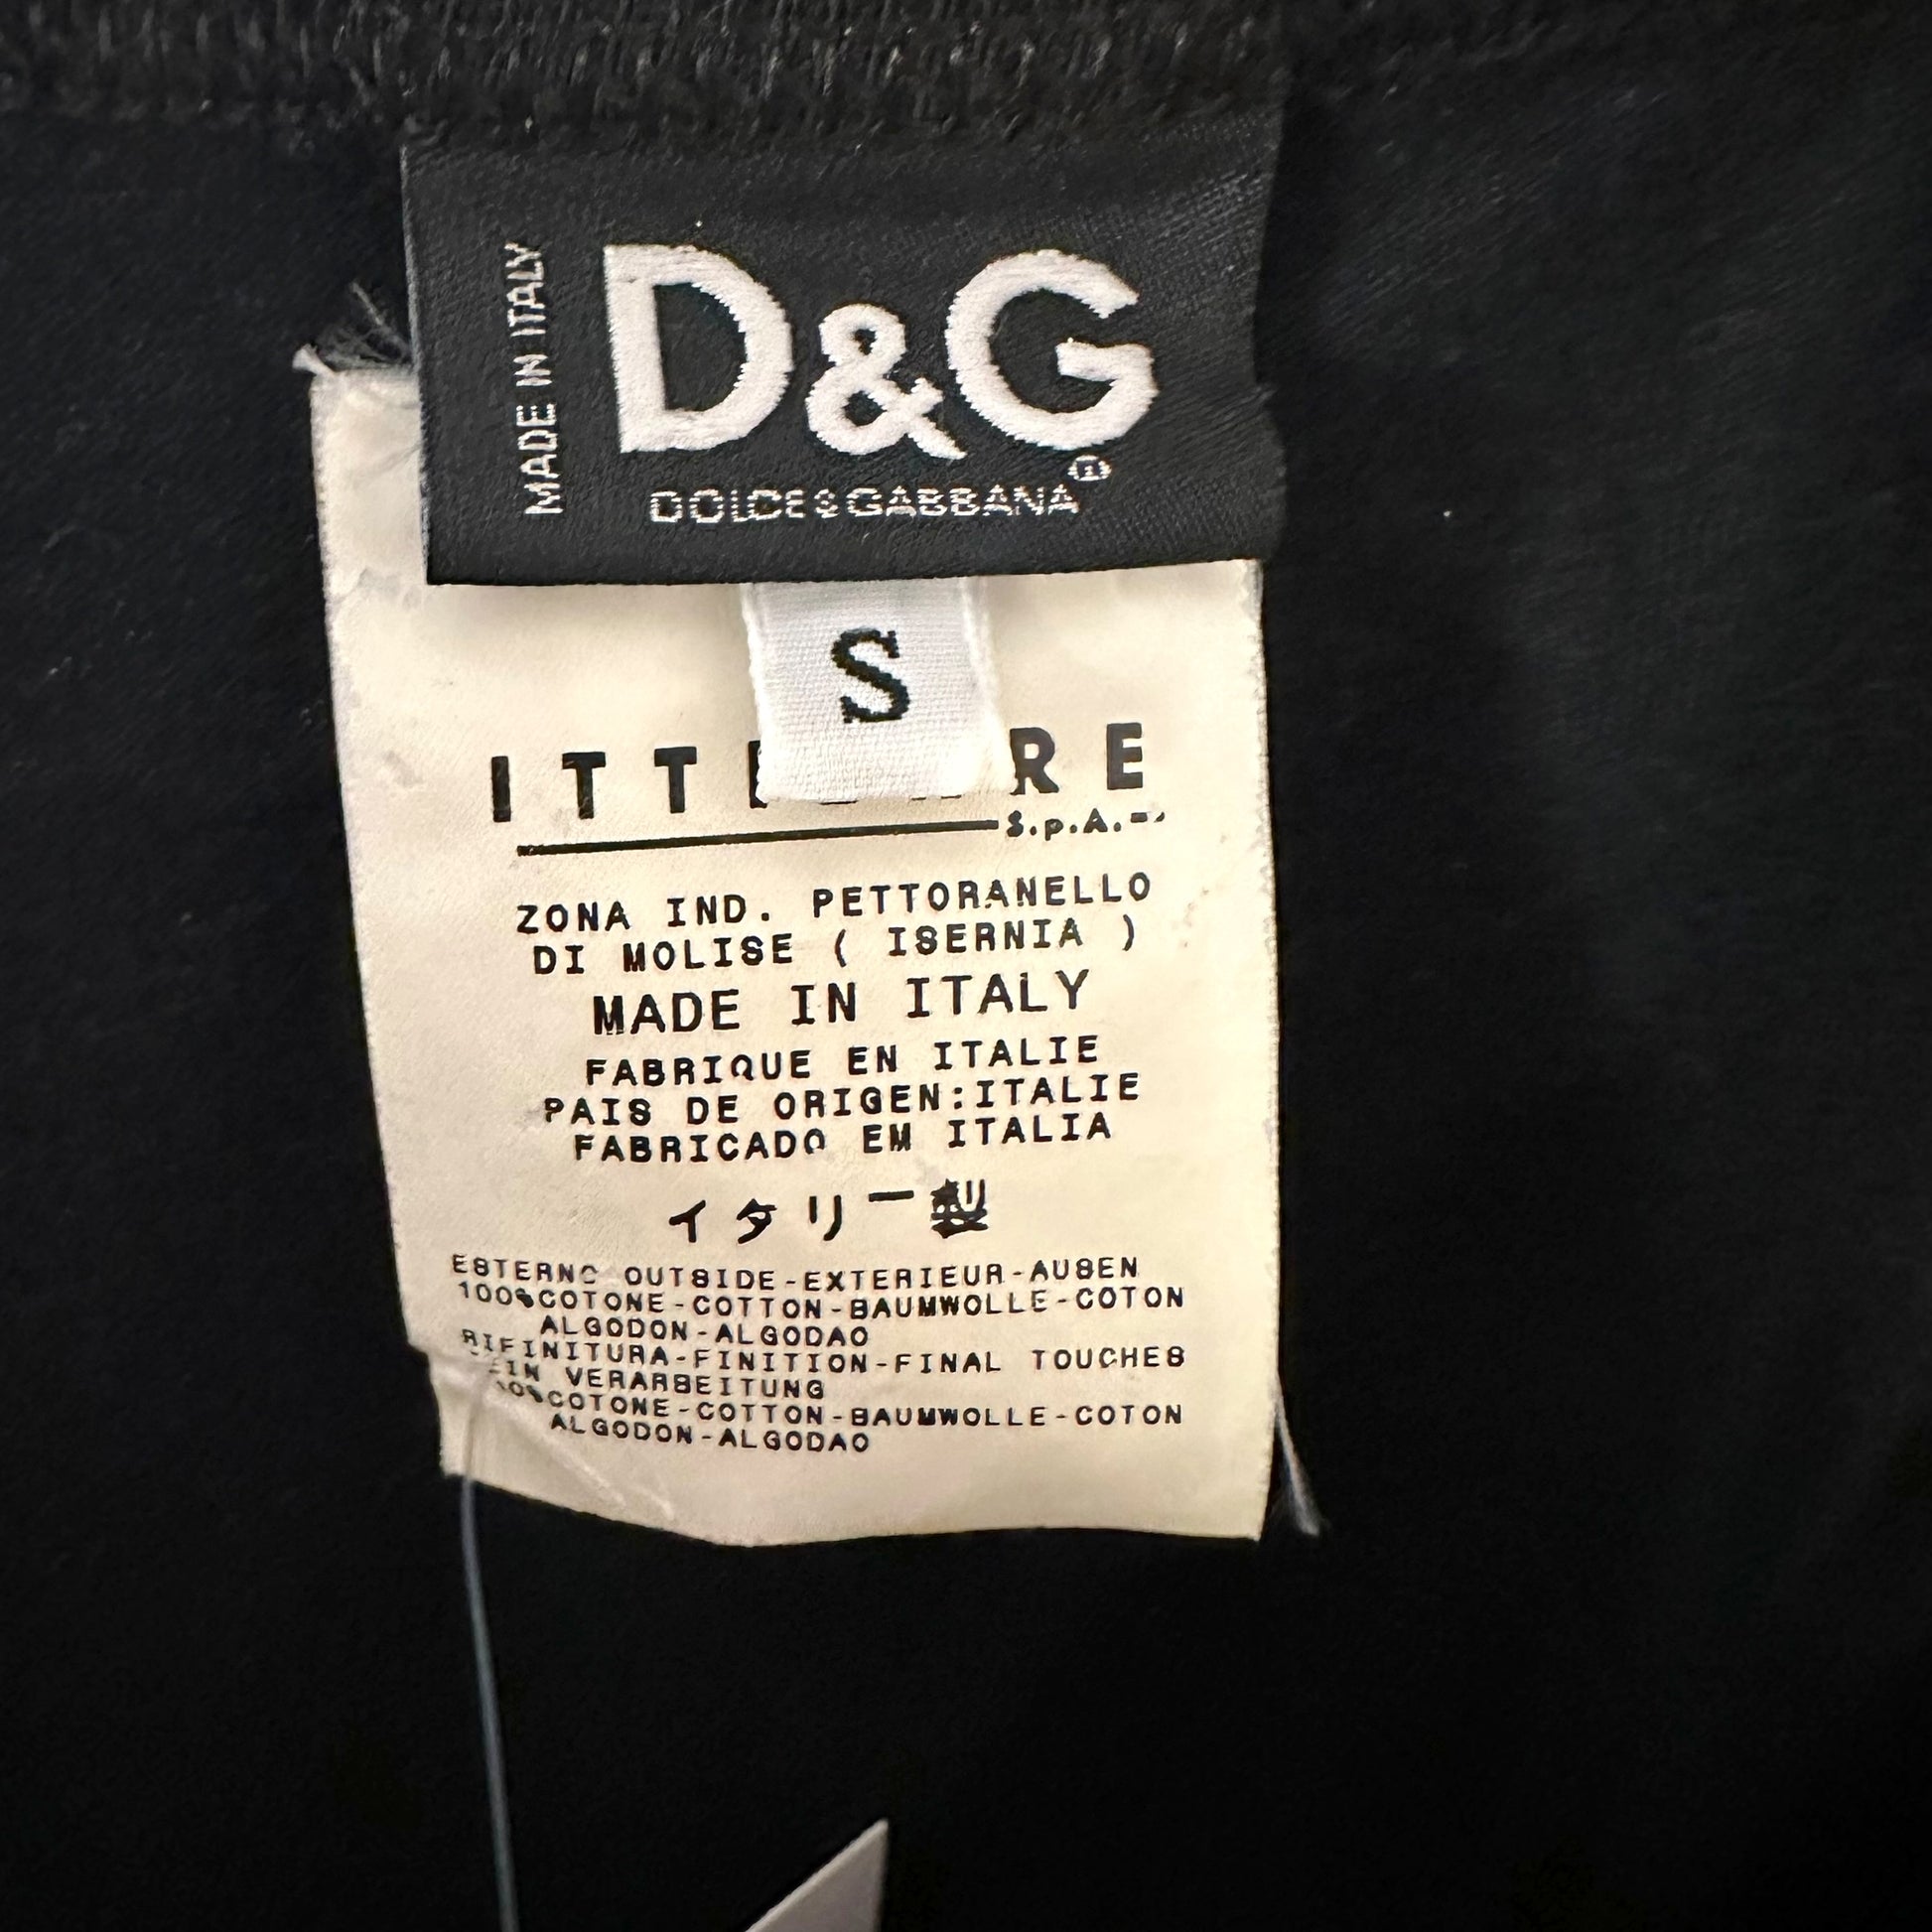 MADE IN ITALY
D&G
DOLCE&GABBANA®
S
RE
S.p.A.
ZONA IND. PETTORANELLO
DI MOLISE ( ISERNIA )
MADE IN ITALY
FABRIQUE EN ITALIE
PAIS DE ORIGEN:ITALIE
FABRICADO EM ITALIA
イタリー製
ESTERNO OUTSIDE-EXTERIEUR-AUSEN
100%COTONE-COTTON-BAUMWOLLE-COTON
ALGODON-ALGODAO
RIFINITURA-FINITION-FINAL TOUCHES
VERARBEITUNG
COTONE-COTTON-BAUMWOLLE-COTON
ALGODON-ALGODAO